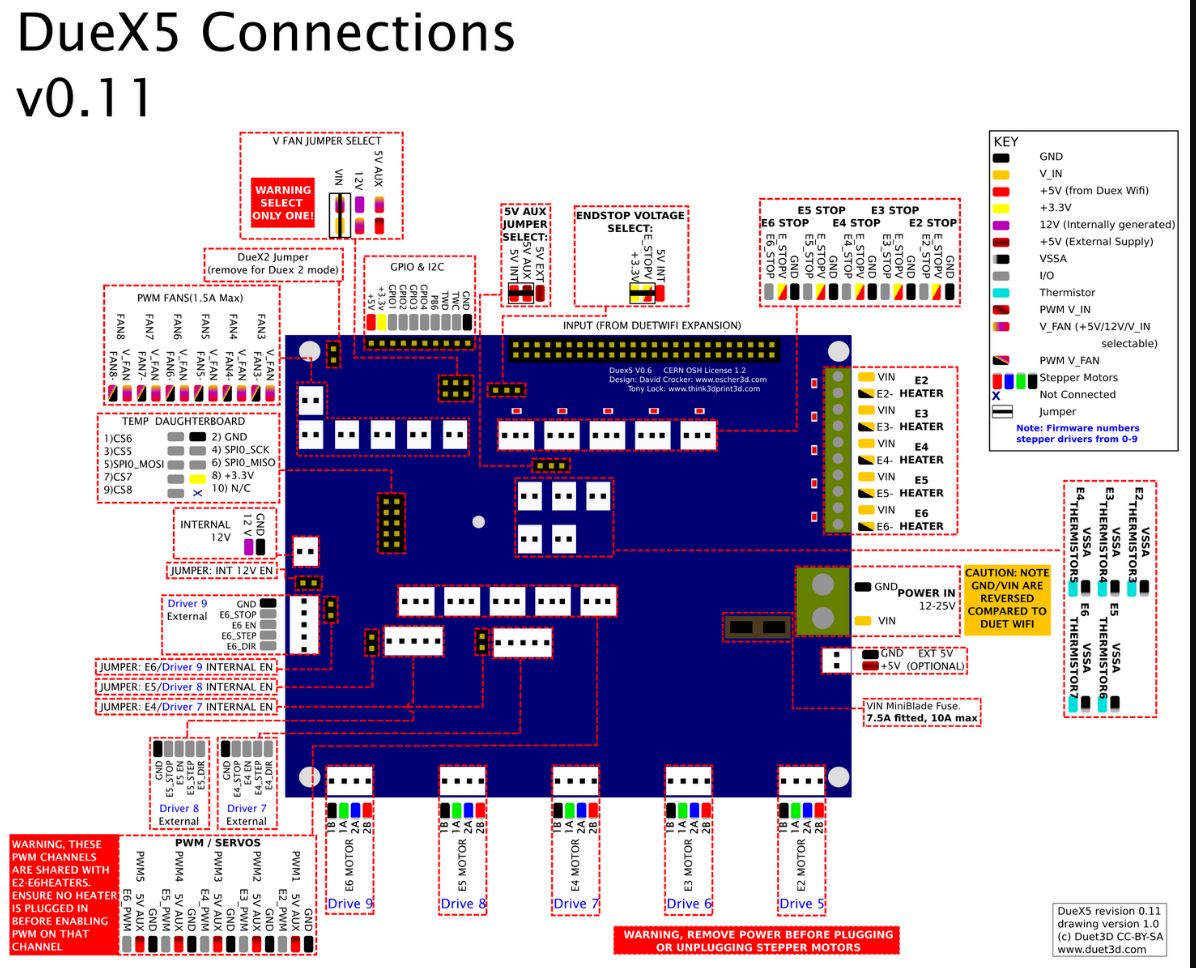 DueX5 Connections
v0.11
V FAN JUMPER SELECT
WARNING
SELECT
ONLY ONE!
VIN
12V
5V AUX
DueX2 Jumper
(remove for Duex 2 mode)
PWM FANS(1.5A Max)
FAN8
FAN7
FAN6
FAN5
FAN4
FAN3
FAN8-
V_FAN
FAN7-
V_FAN
FAN6-
V_FAN
FAN5-
V_FAN
FAN4-
V_FAN
FAN3-
V_FAN
GPIO & I2C
+5V
+3.3V
GPIO1
GPIO2
GPIO3
GPIO4
PB6
TWD
TWC
GND
5V AUX
JUMPER
SELECT:
5V INT
5V AUX
5V EXT
ENDSTOP VOLTAGE
SELECT:
+3.3V
E_STOPV
5V INT
E5 STOP E3 STOP
E6 STOP E4 STOP E2 STOP
E6_STOP
E_STOPV
GND
E5_STOP
E_STOPV
GND
E4_STOP
E_STOPV
GND
E3_STOP
E_STOPV
GND
E2_STOP
E_STOPV
GND
KEY
GND
V_IN
+5V (from Duex Wifi)
+3.3V
12V (Internally generated)
+5V (External Supply)
VSSA
I/O
Thermistor
PWM V_IN
V_FAN (+5V/12V/V_IN
selectable)
PWM V_FAN
Stepper Motors
X Not Connected
Jumper
Note: Firmware numbers
stepper drivers from 0-9
INPUT (FROM DUETWIFI EXPANSION)
Duex5 V0.6 CERN OSH License 1.2
Design: David Crocker: www.escher3d.com
Tony Lock: www.think3dprint3d.com
VIN
E2-
E2
HEATER
VIN
E3-
E3
HEATER
VIN
E4-
E4
HEATER
VIN
E5-
E5
HEATER
VIN
E6-
E6
HEATER
TEMP DAUGHTERBOARD
1)CS6 2) GND
3)CS5 4) SPI0_SCK
5)SPI0_MOSI 6) SPI0_MISO
7)CS7 8) +3.3V
9)CS8 X 10) N/C
INTERNAL
12V
12 V
GND
JUMPER: INT 12V EN
Driver 9
External
GND
E6_STOP
E6 EN
E6_STEP
E6_DIR
JUMPER: E6/Driver 9 INTERNAL EN
JUMPER: E5/Driver 8 INTERNAL EN
JUMPER: E4/Driver 7 INTERNAL EN
E4
THERMISTOR5
VSSA
E3
THERMISTOR4
VSSA
E2
THERMISTOR3
VSSA
E6
THERMISTOR7
VSSA
E5
THERMISTOR6
VSSA
GND
POWER IN
12-25V
VIN
CAUTION: NOTE
GND/VIN ARE
REVERSED
COMPARED TO
DUET WIFI
GND EXT 5V
+5V (OPTIONAL)
VIN MiniBlade Fuse.
7.5A fitted, 10A max
GND
E5_STOP
E5 EN
E5_STEP
E5_DIR
Driver 8
External
GND
E4_STOP
E4 EN
E4_STEP
E4_DIR
Driver 7
External
WARNING, THESE
PWM CHANNELS
ARE SHARED WITH
E2-E6HEATERS.
ENSURE NO HEATER
IS PLUGGED IN
BEFORE ENABLING
PWM ON THAT
CHANNEL
PWM / SERVOS
PWM5
PWM4
PWM3
PWM2
PWM1
E6_PWM
5V AUX
GND
E5_PWM
5V AUX
GND
E4_PWM
5V AUX
GND
E3_PWM
5V AUX
GND
E2_PWM
5V AUX
GND
1B
1A
2A
2B
E6 MOTOR
Drive 9
1B
1A
2A
2B
E5 MOTOR
Drive 8
1B
1A
2A
2B
E4 MOTOR
Drive 7
1B
1A
2A
2B
E3 MOTOR
Drive 6
1B
1A
2A
2B
E2 MOTOR
Drive 5
WARNING, REMOVE POWER BEFORE PLUGGING
OR UNPLUGGING STEPPER MOTORS
DueX5 revision 0.11
drawing version 1.0
(c) Duet3D CC-BY-SA
www.duet3d.com